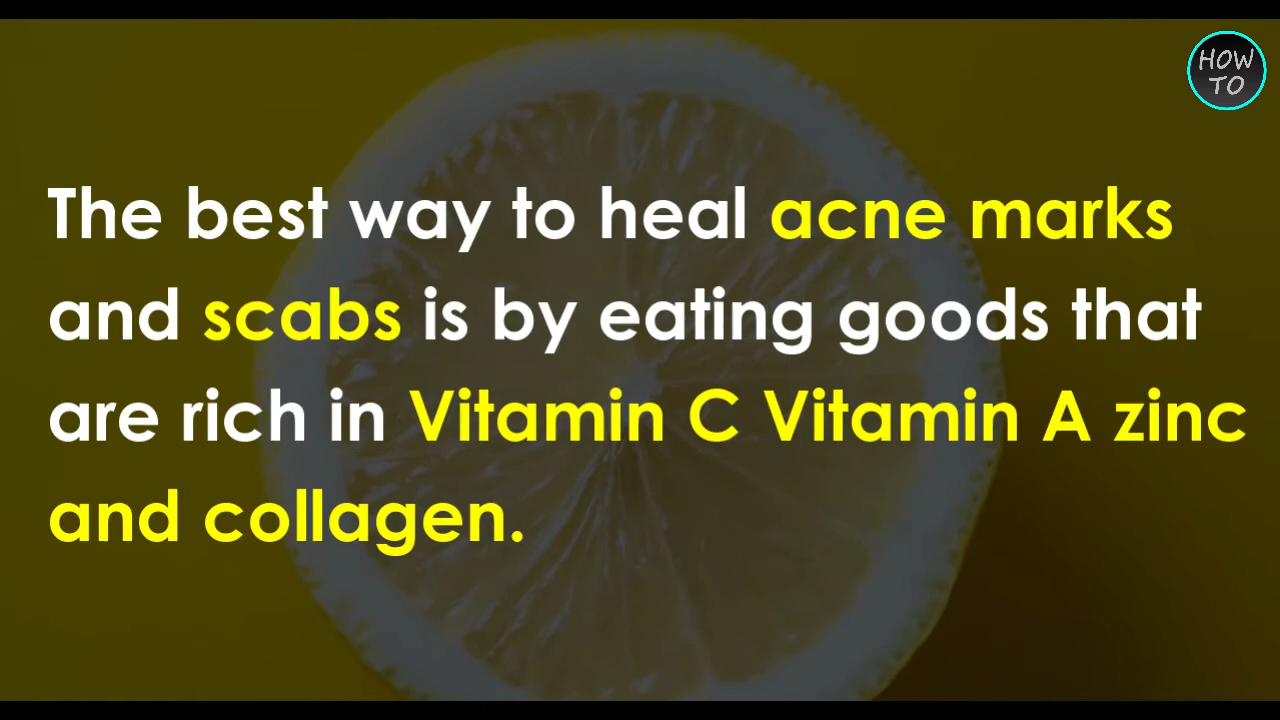 HOW
TO
The best way to heal acne marks
and scabs is by eating goods that
are rich in Vitamin C Vitamin A zinc
and collagen.